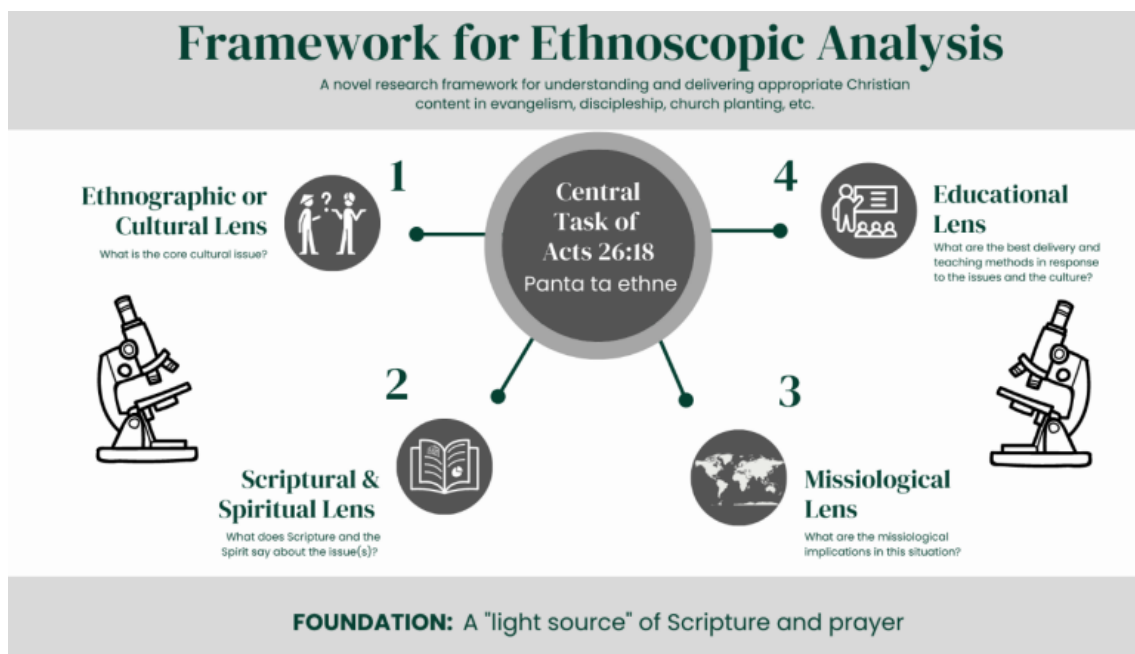 Framework for Ethnoscopic Analysis
A novel research framework for understanding and delivering appropriate Christian
content in evangelism, discipleship, church planting, etc.
1
Ethnographic or
Cultural Lens
What is the core cultural issue?
Central
Task of
Acts 26:18
Panta ta ethne
4
Educational
Lens
What are the best delivery and
teaching methods in response
to the issues and the culture?
2
Scriptural &
Spiritual Lens
What does Scripture and the
Spirit say about the issue(s)?
3
Missiological
Lens
What are the missiological
implications in this situation?
FOUNDATION: A "light source" of Scripture and prayer